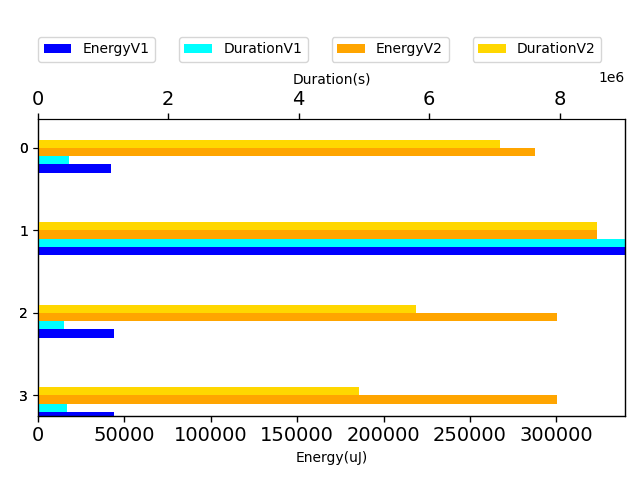 EnergyV1 DurationV1 EnergyV2 DurationV2
Duration(s)
1e6
0 2 4 6 8
0
1
2
3
0 50000 100000 150000 200000 250000 300000
Energy(uJ)